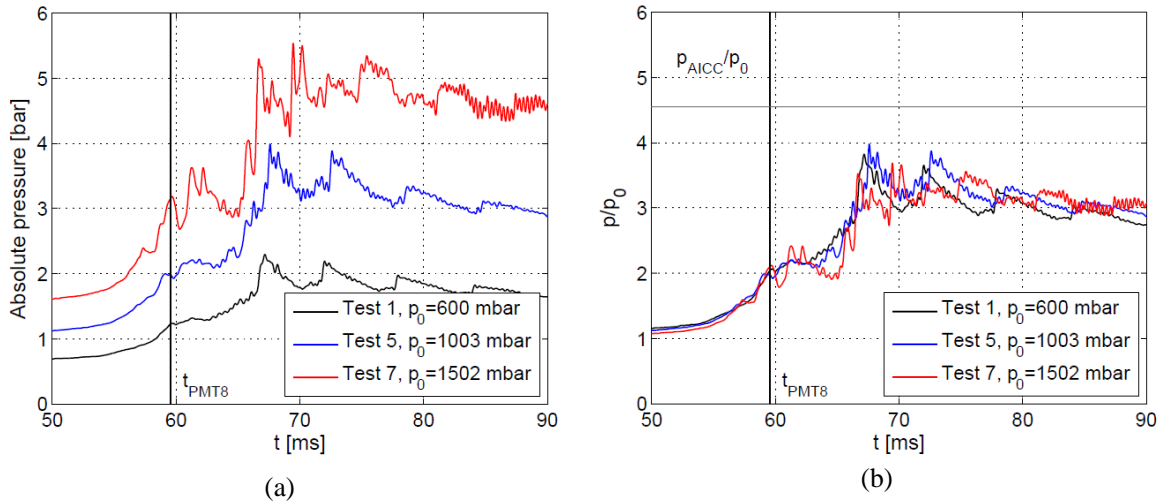 6
5
4
3
2
1
0
50
60
70
80
90
Absolute pressure [bar]
t [ms]
t_PMT8
Test 1, p_0=600 mbar
Test 5, p_0=1003 mbar
Test 7, p_0=1502 mbar
(a)
6
5
4
3
2
1
0
50
60
70
80
90
p/p_0
t [ms]
p_AICC/p_0
t_PMT8
Test 1, p_0=600 mbar
Test 5, p_0=1003 mbar
Test 7, p_0=1502 mbar
(b)